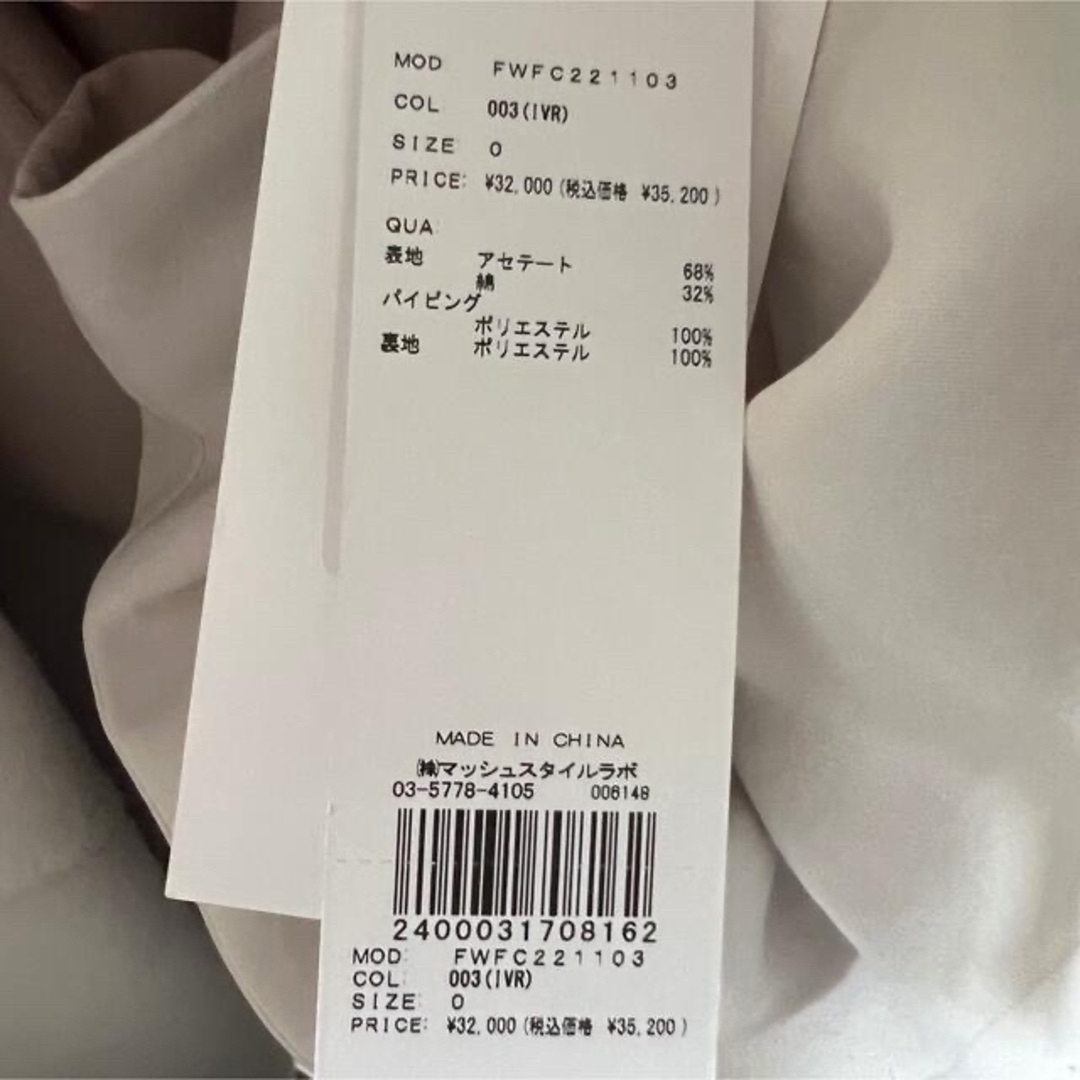 MOD FWFC221103
COL 003(IVR)
SIZE 0
PRICE: ¥32,000(税込価格 ¥35,200)
QUA
表地 アセテート 68%
綿 32%
パイピング
ポリエステル 100%
裏地 ポリエステル 100%
MADE IN CHINA
㈱マッシュスタイルラボ
03-5778-4105 006148
2400031708162
MOD: FWFC221103
COL: 003(IVR)
SIZE: 0
PRICE: ¥32,000(税込価格 ¥35,200)